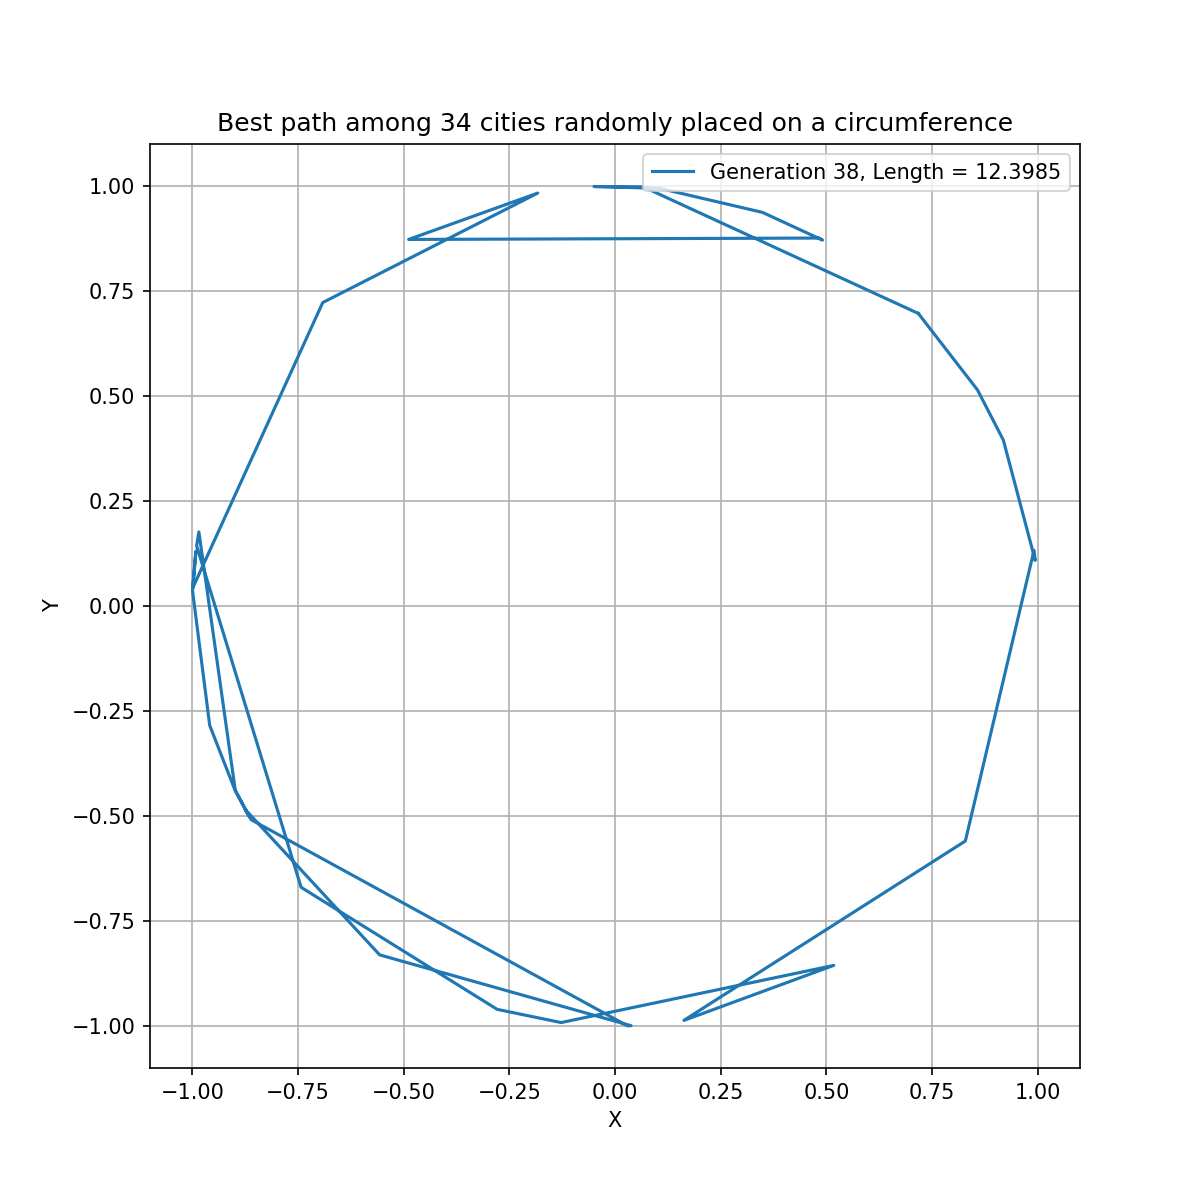 Best path among 34 cities randomly placed on a circumference
Generation 38, Length = 12.3985
1.00
0.75
0.50
0.25
0.00
−0.25
−0.50
−0.75
−1.00
Y
−1.00 −0.75 −0.50 −0.25 0.00 0.25 0.50 0.75 1.00
X